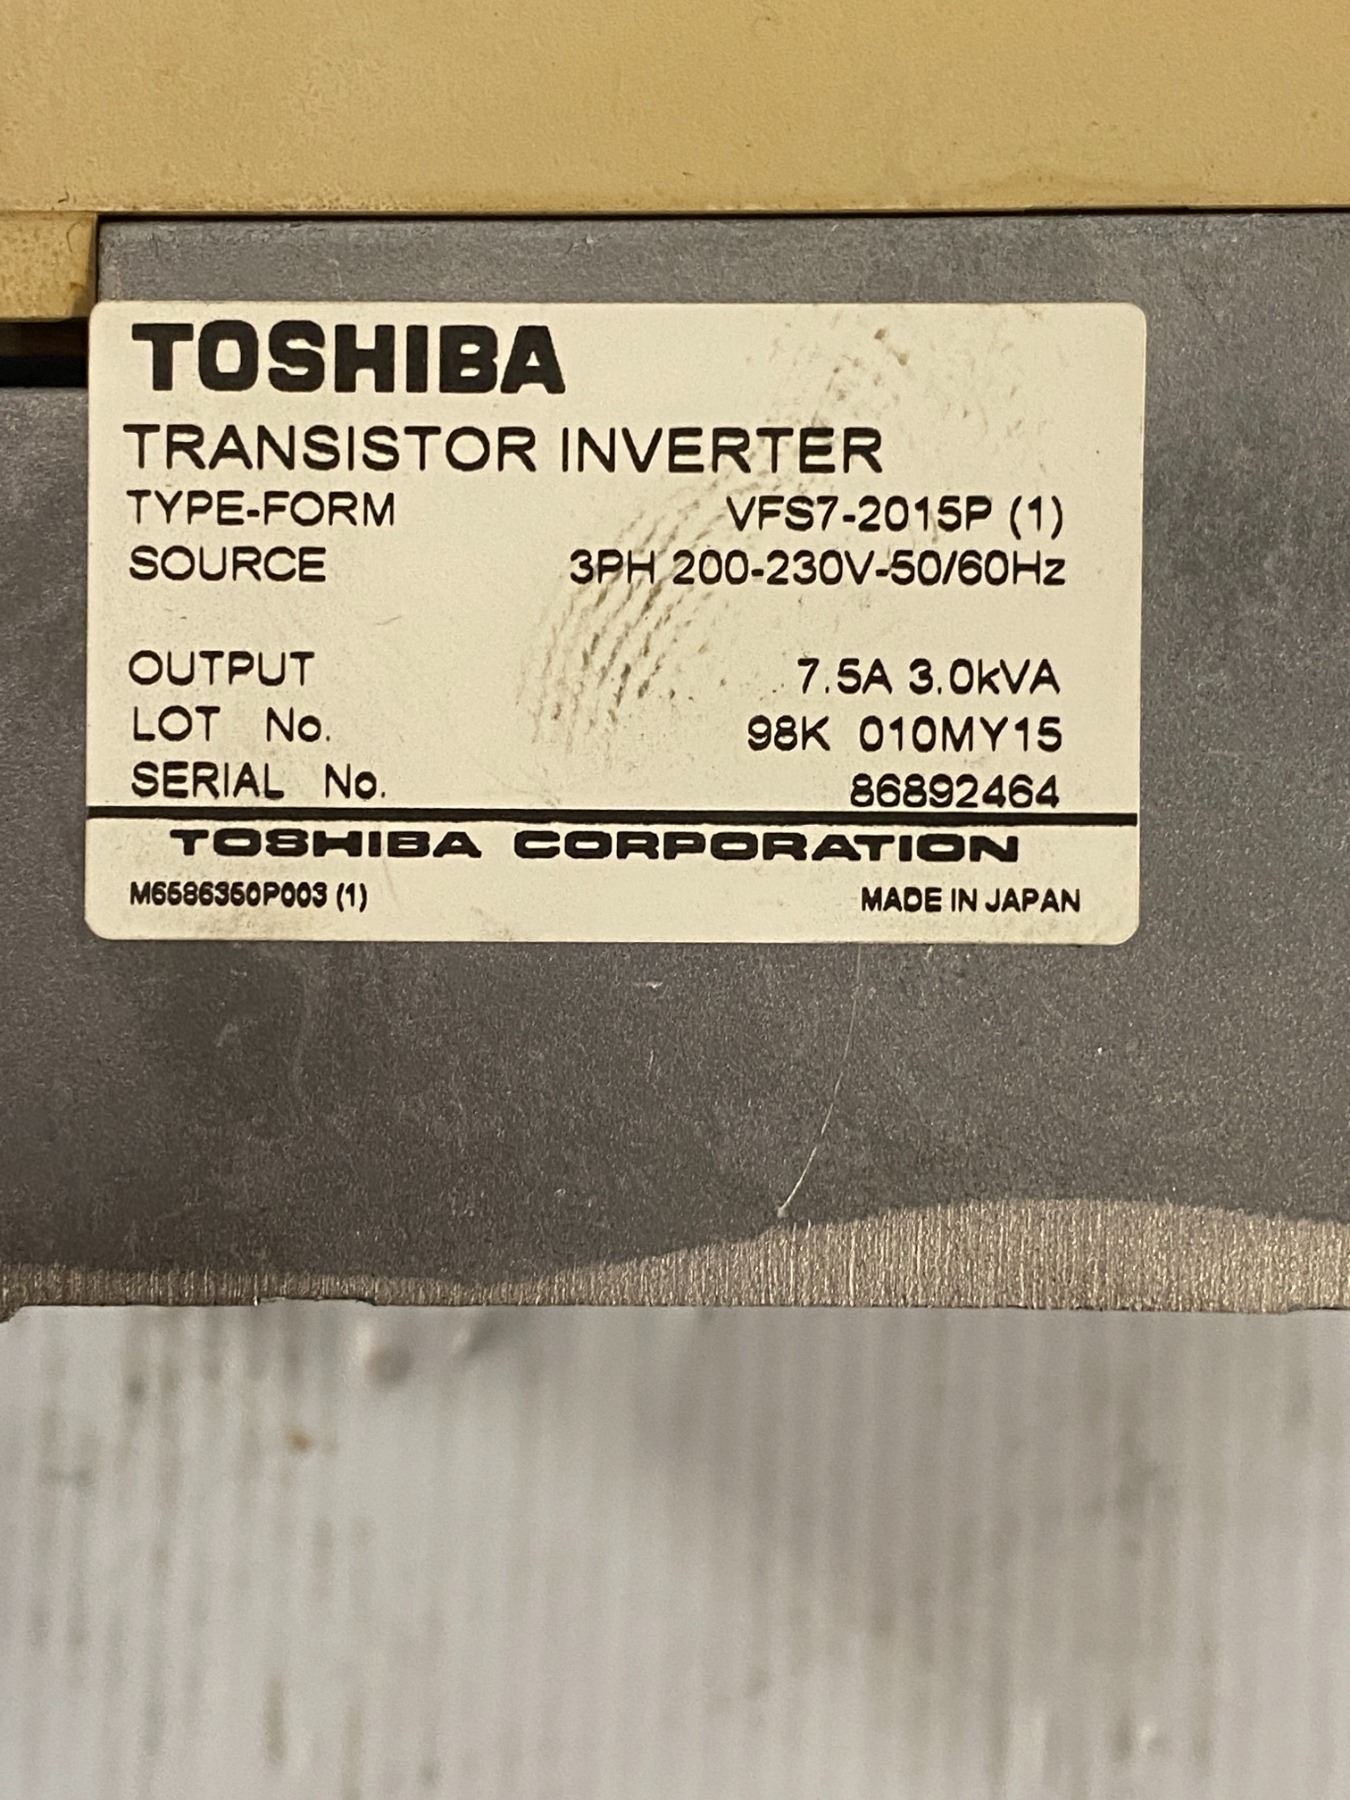 TOSHIBA
TRANSISTOR INVERTER
TYPE-FORM VFS7-2015P (1)
SOURCE 3PH 200-230V-50/60Hz
OUTPUT 7.5A 3.0kVA
LOT No. 98K 010MY15
SERIAL No. 86892464
TOSHIBA CORPORATION
M6586350P003 (1) MADE IN JAPAN